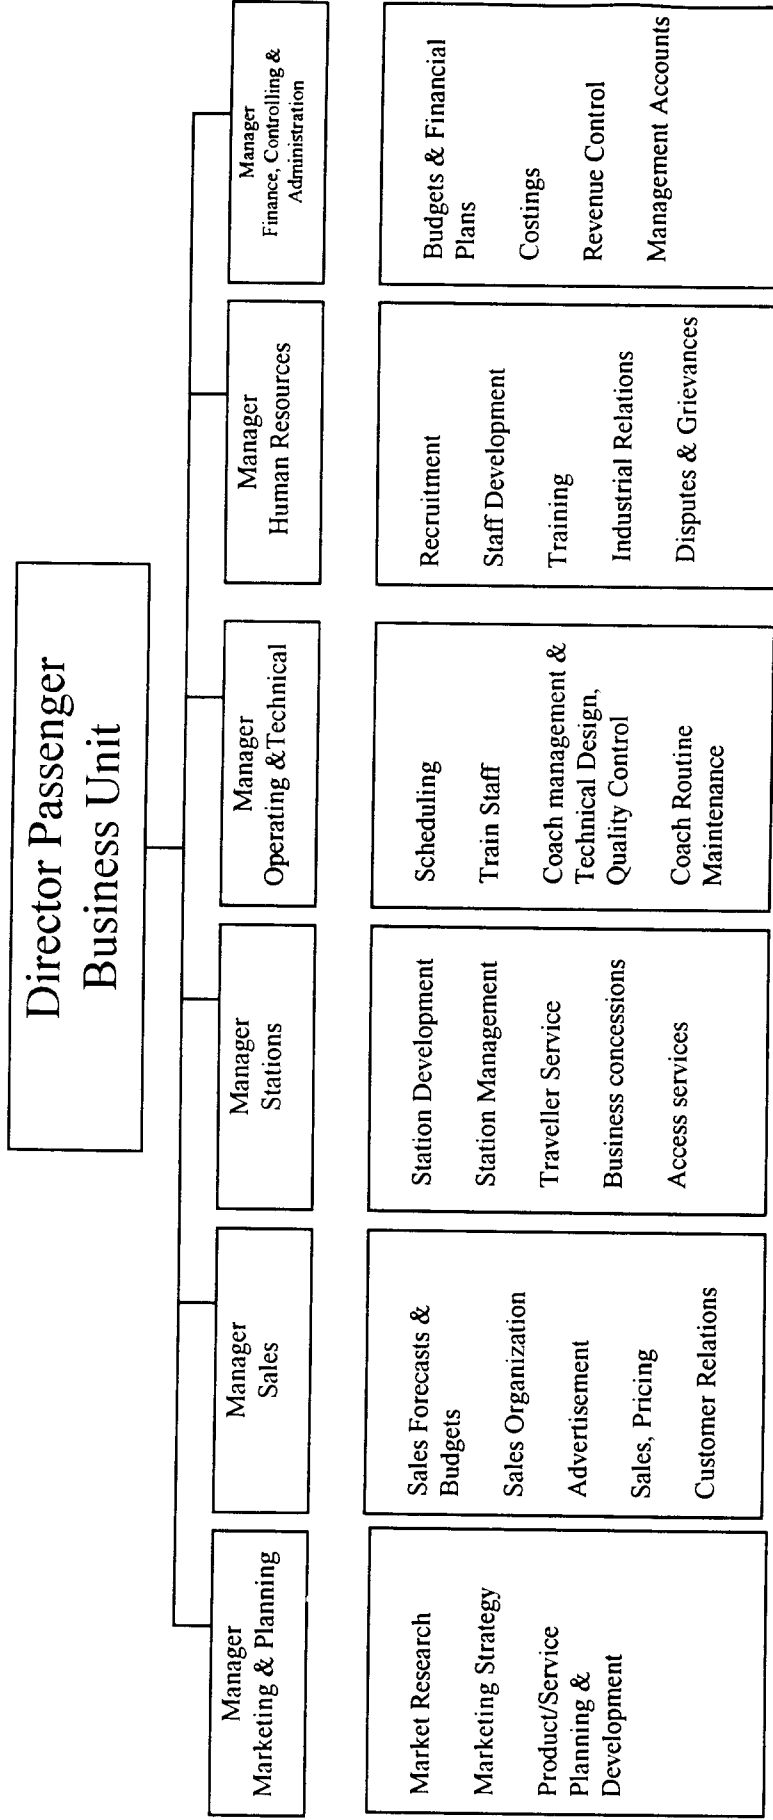 Director Passenger
Business Unit
Manager
Marketing & Planning
Manager
Sales
Manager
Stations
Manager
Operating &Technical
Manager
Human Resources
Manager
Finance, Controlling &
Administration
Market Research
Marketing Strategy
Product/Service
Planning &
Development
Sales Forecasts &
Budgets
Sales Organization
Advertisement
Sales, Pricing
Customer Relations
Station Development
Station Management
Traveller Service
Business concessions
Access services
Scheduling
Train Staff
Coach management &
Technical Design,
Quality Control
Coach Routine
Maintenance
Recruitment
Staff Development
Training
Industrial Relations
Disputes & Grievances
Budgets & Financial
Plans
Costings
Revenue Control
Management Accounts